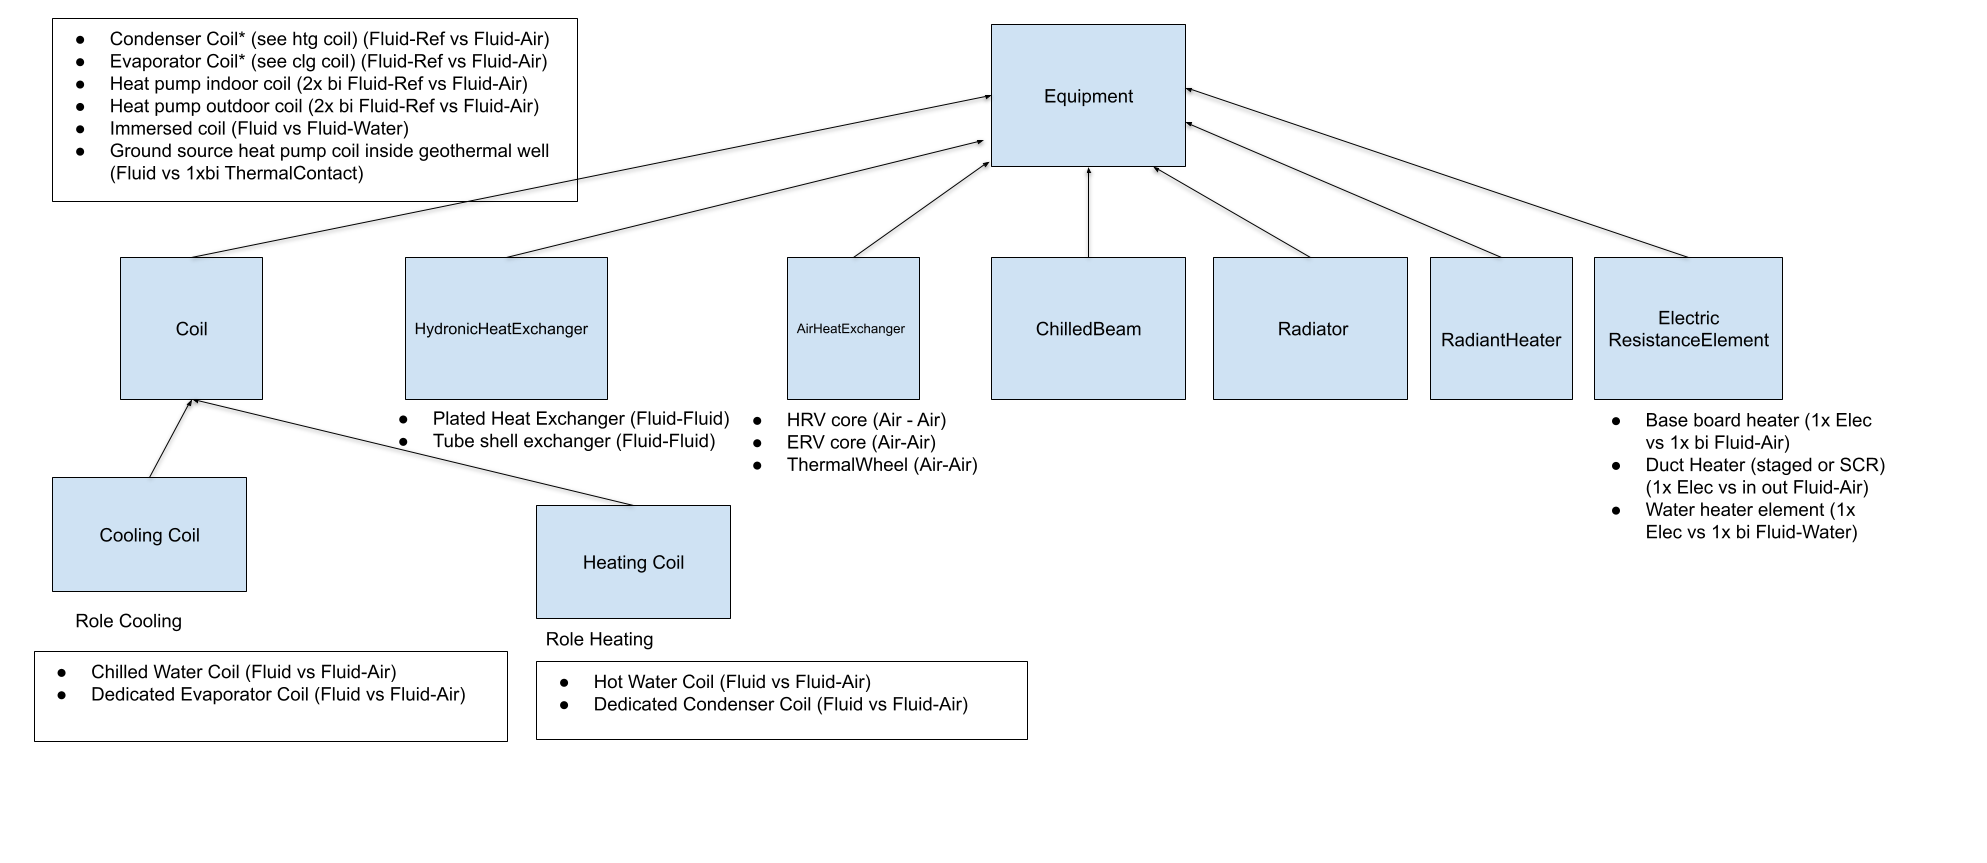 ● Condenser Coil* (see htg coil) (Fluid-Ref vs Fluid-Air)
● Evaporator Coil* (see clg coil) (Fluid-Ref vs Fluid-Air)
● Heat pump indoor coil (2x bi Fluid-Ref vs Fluid-Air)
● Heat pump outdoor coil (2x bi Fluid-Ref vs Fluid-Air)
● Immersed coil (Fluid vs Fluid-Water)
● Ground source heat pump coil inside geothermal well
(Fluid vs 1xbi ThermalContact)
Equipment
Coil
HydronicHeatExchanger
AirHeatExchanger
ChilledBeam
Radiator
RadiantHeater
Electric
ResistanceElement
● Plated Heat Exchanger (Fluid-Fluid)
● Tube shell exchanger (Fluid-Fluid)
● HRV core (Air - Air)
● ERV core (Air-Air)
● ThermalWheel (Air-Air)
● Base board heater (1x Elec
vs 1x bi Fluid-Air)
● Duct Heater (staged or SCR)
(1x Elec vs in out Fluid-Air)
● Water heater element (1x
Elec vs 1x bi Fluid-Water)
Cooling Coil
Heating Coil
Role Cooling
Role Heating
● Chilled Water Coil (Fluid vs Fluid-Air)
● Dedicated Evaporator Coil (Fluid vs Fluid-Air)
● Hot Water Coil (Fluid vs Fluid-Air)
● Dedicated Condenser Coil (Fluid vs Fluid-Air)